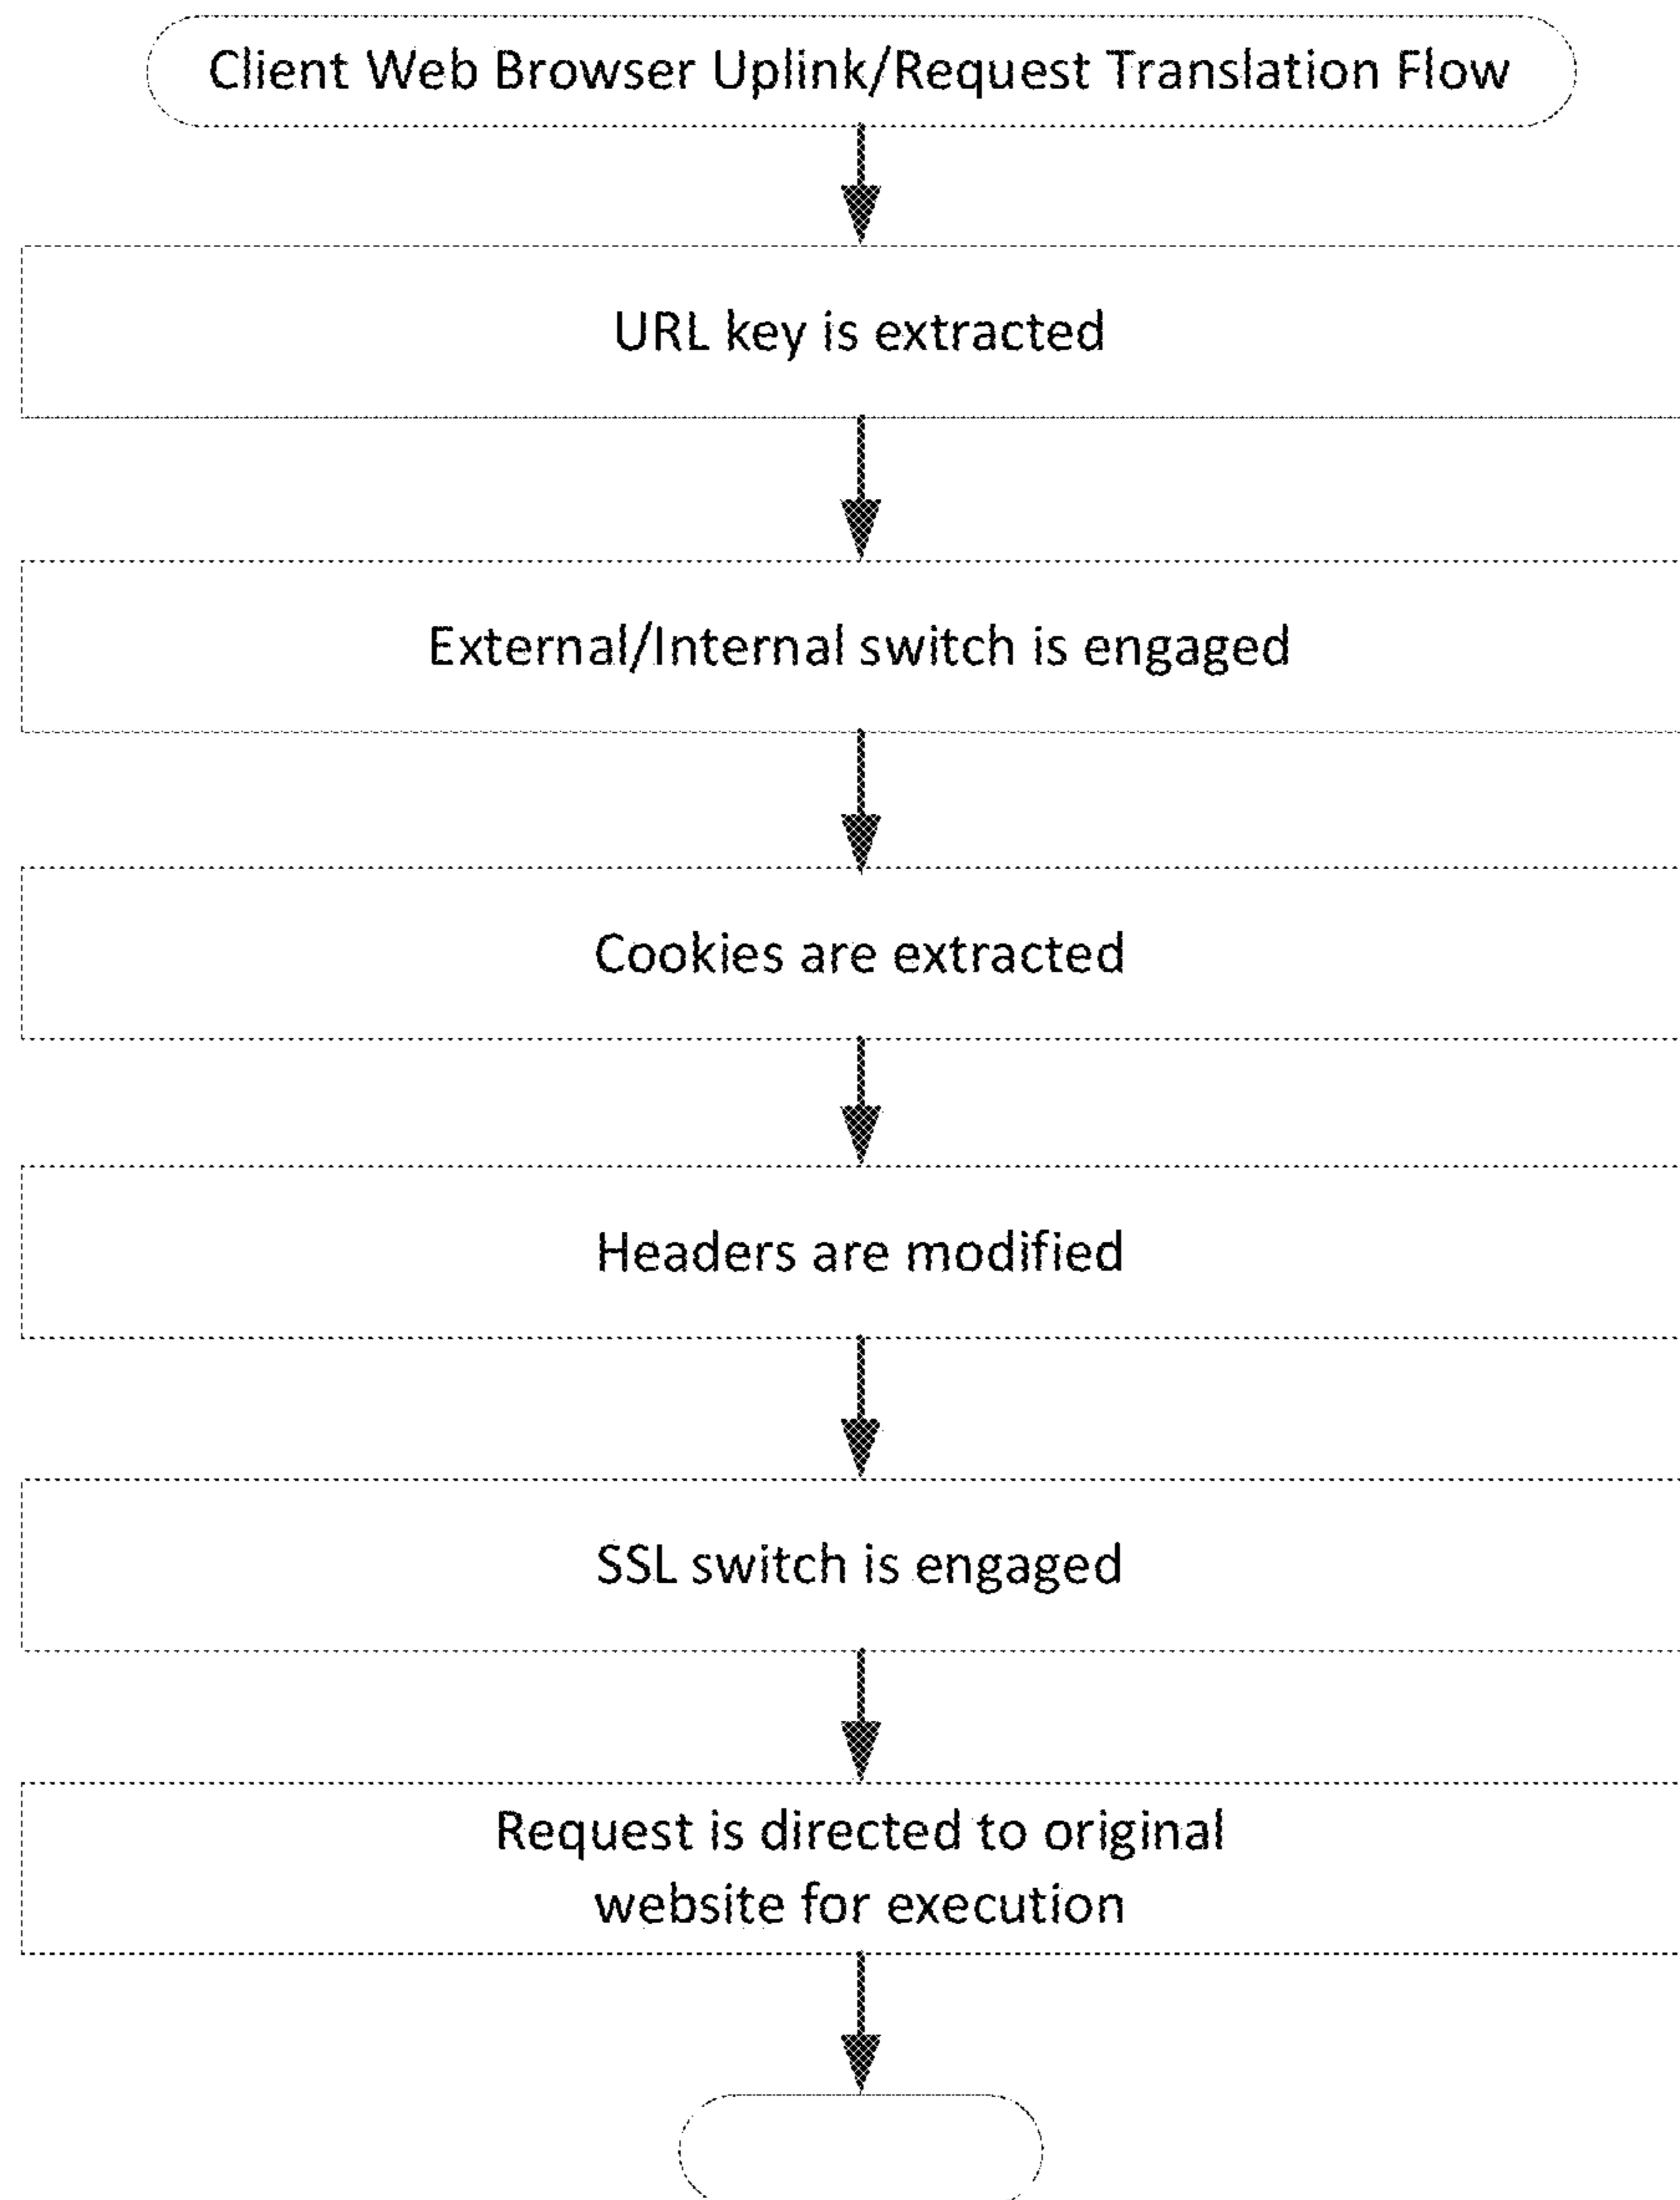 Client Web Browser Uplink/Request Translation Flow
URL key is extracted
External/Internal switch is engaged
Cookies are extracted
Headers are modified
SSL switch is engaged
Request is directed to original
website for execution